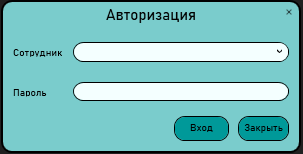 Авторизация
Сотрудник
Пароль
Вход Закрыть